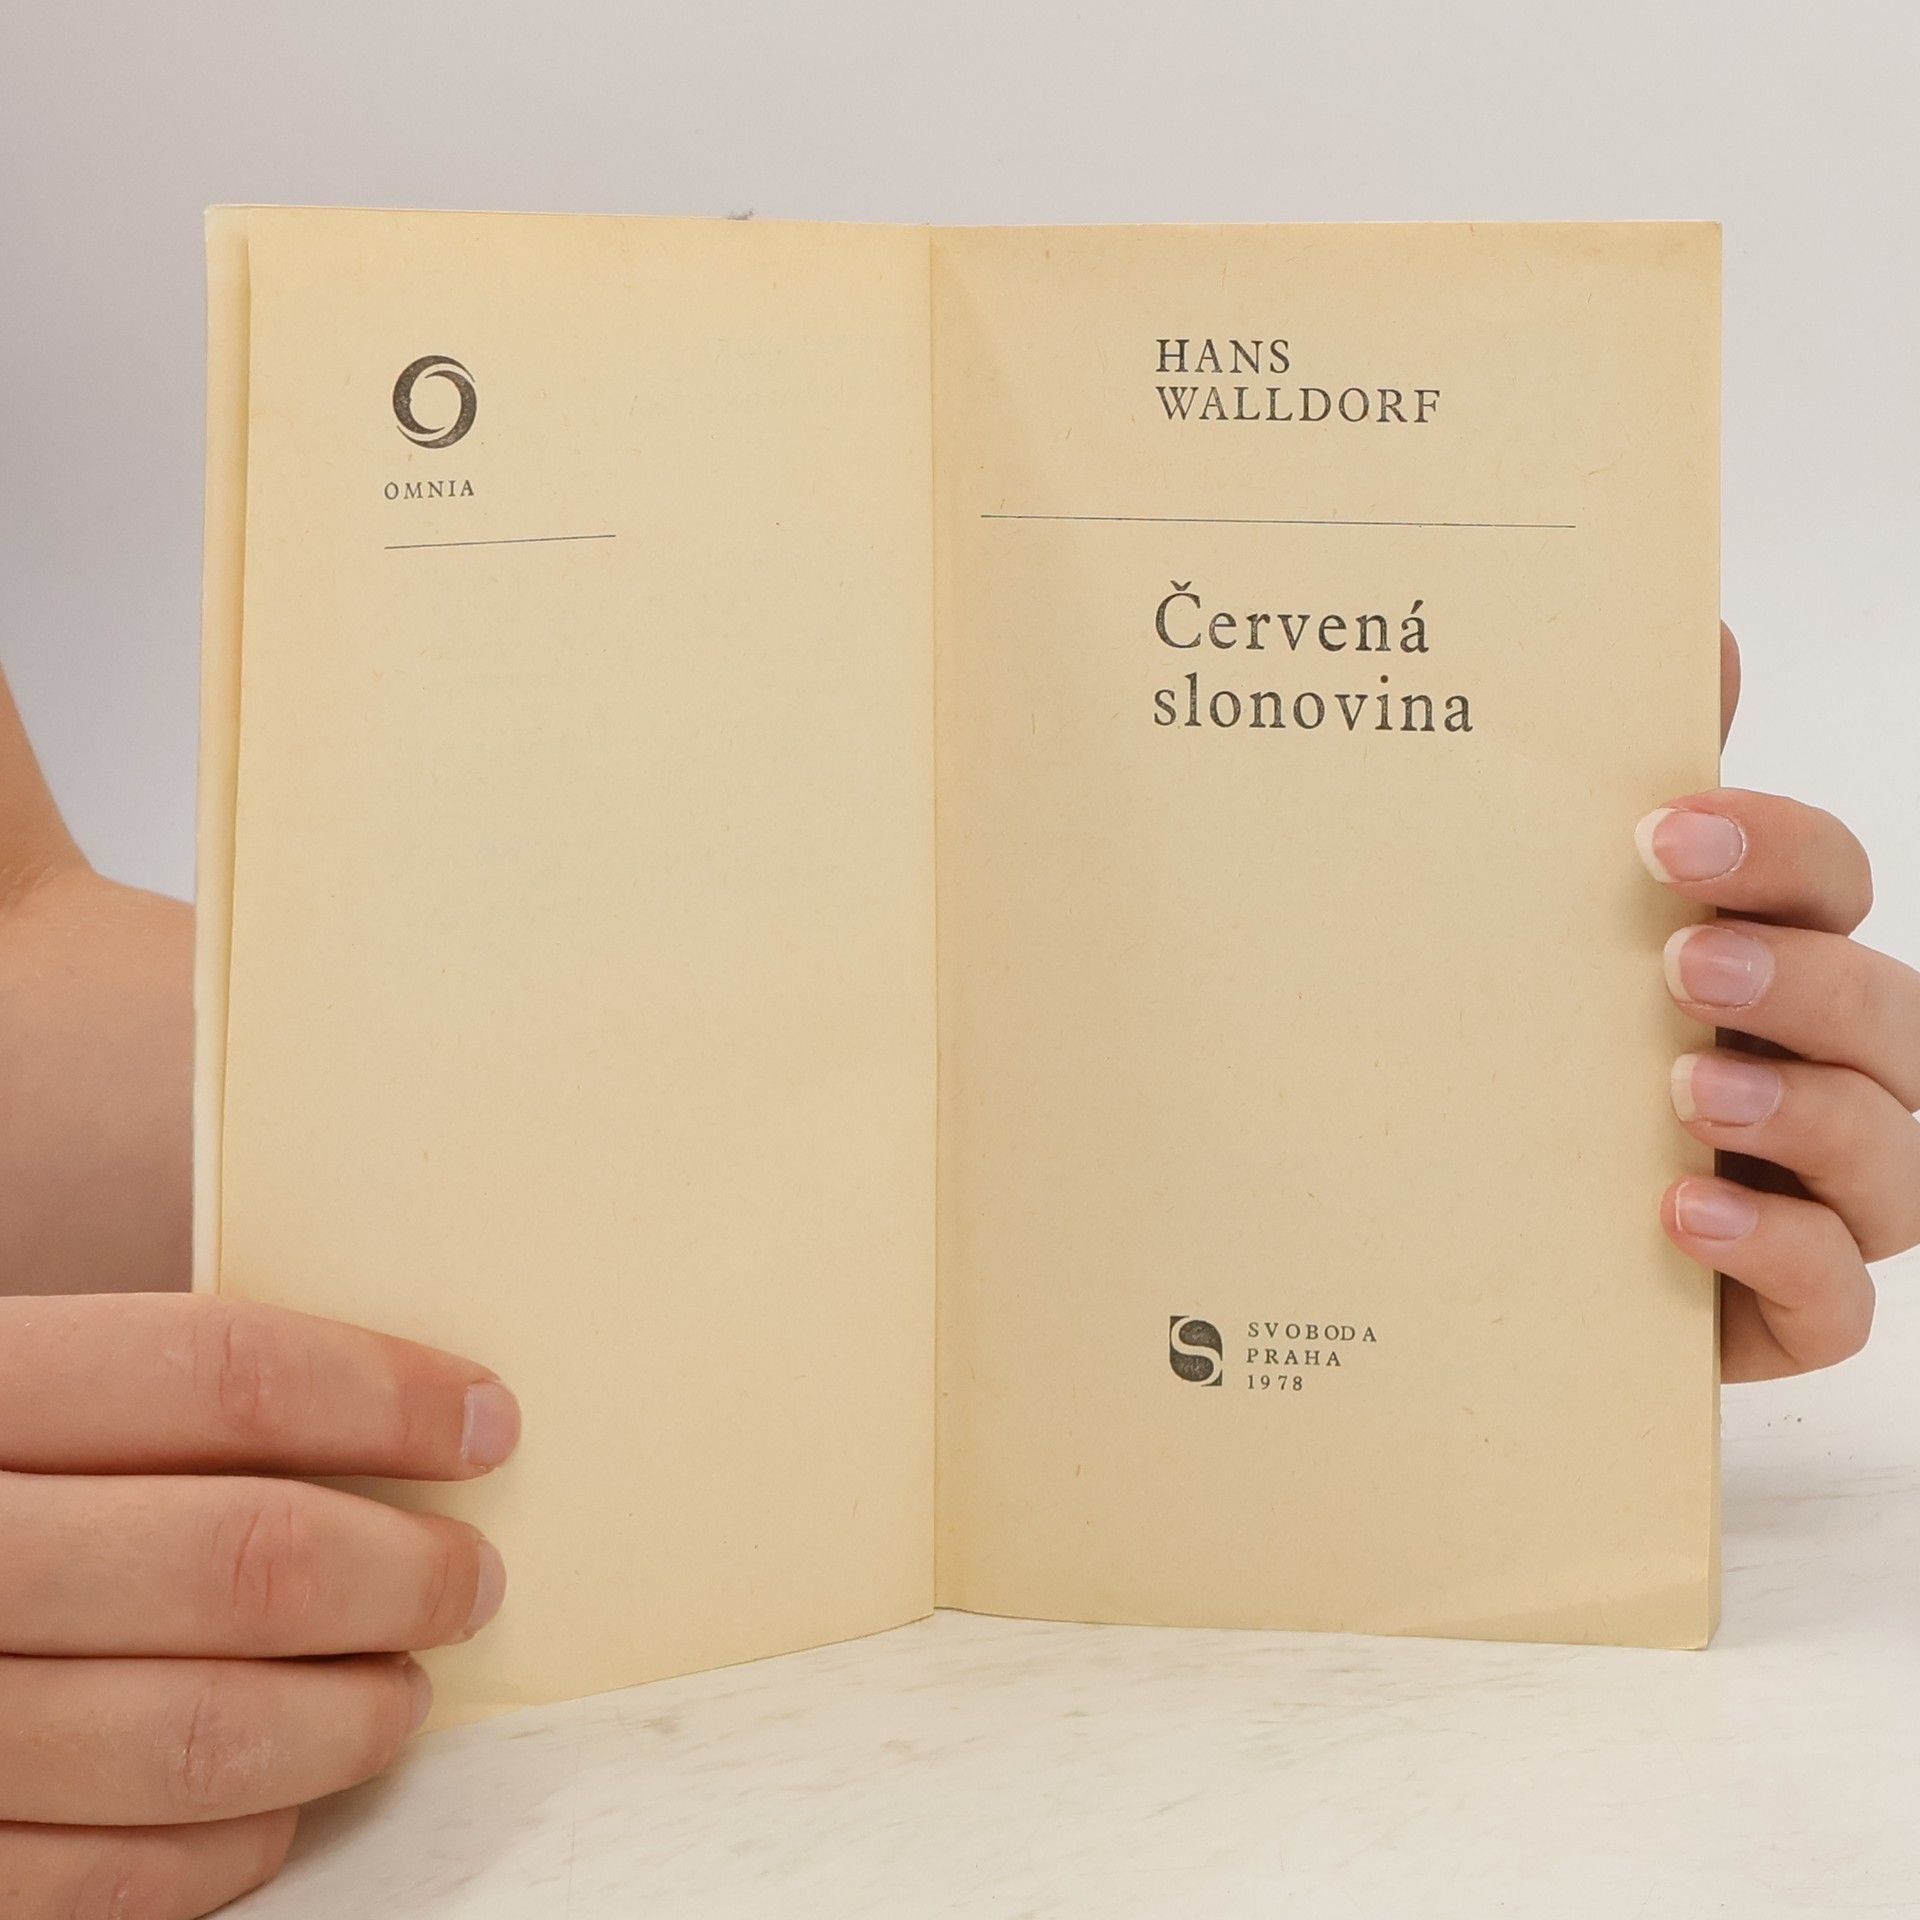 OMNIA
HANS
WALLDORF
Červená
slonovina
SVOBODA
PRAHA
1978